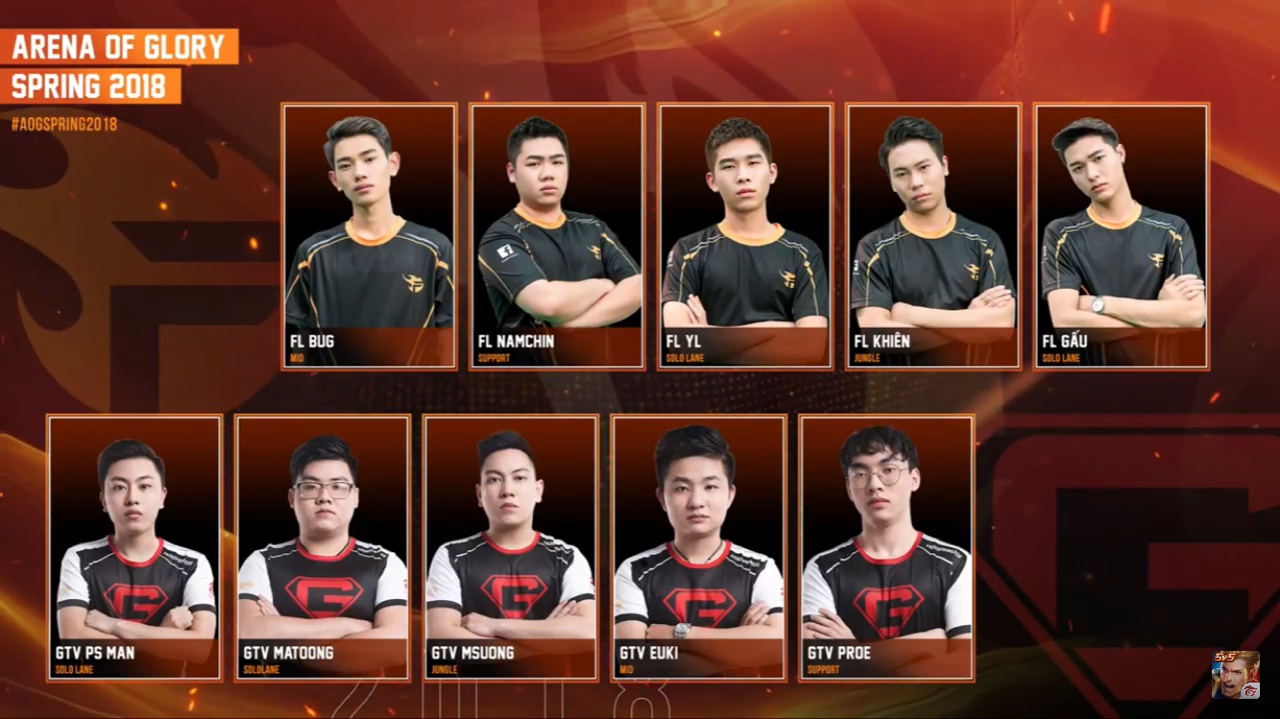 ARENA OF GLORY
SPRING 2018
#AOGSPRING2018
FL BUG
MID
FL NAMCHIN
SUPPORT
FL YL
SOLO LANE
FL KHIÊN
JUNGLE
FL GẤU
SOLO LANE
GTV PS MAN
SOLO LANE
GTV MATOONG
SOLOLANE
GTV MSUONG
JUNGLE
GTV EUKI
MID
GTV PROE
SUPPORT
2018
5v5